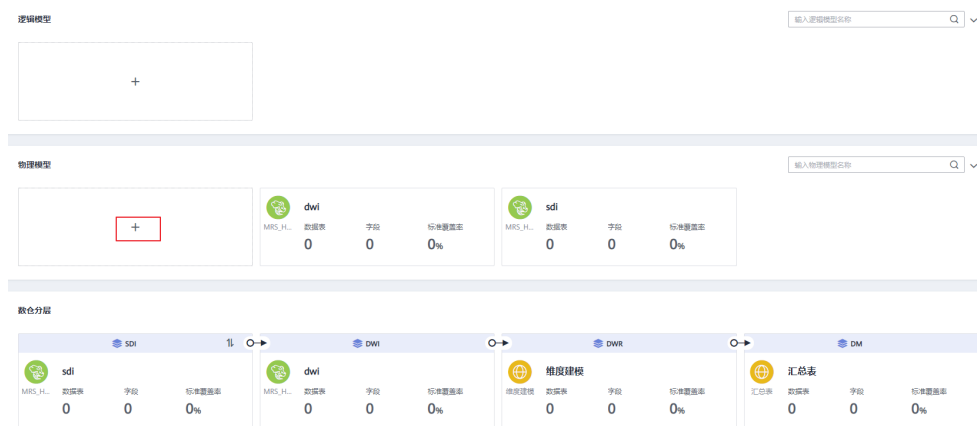 逻辑模型
输入逻辑模型名称
+
物理模型
输入物理模型名称
+
dwi
MRS_H... 数据表 字段 标准覆盖率
0 0 0%
sdi
MRS_H... 数据表 字段 标准覆盖率
0 0 0%
数仓分层
SDI DWI DWR DM
sdi dwi 维度建模 汇总表
MRS_H... 数据表 字段 标准覆盖率 MRS_H... 数据表 字段 标准覆盖率 维度建模 数据表 字段 标准覆盖率 汇总表 数据表 字段 标准覆盖率
0 0 0% 0 0 0% 0 0 0% 0 0 0%